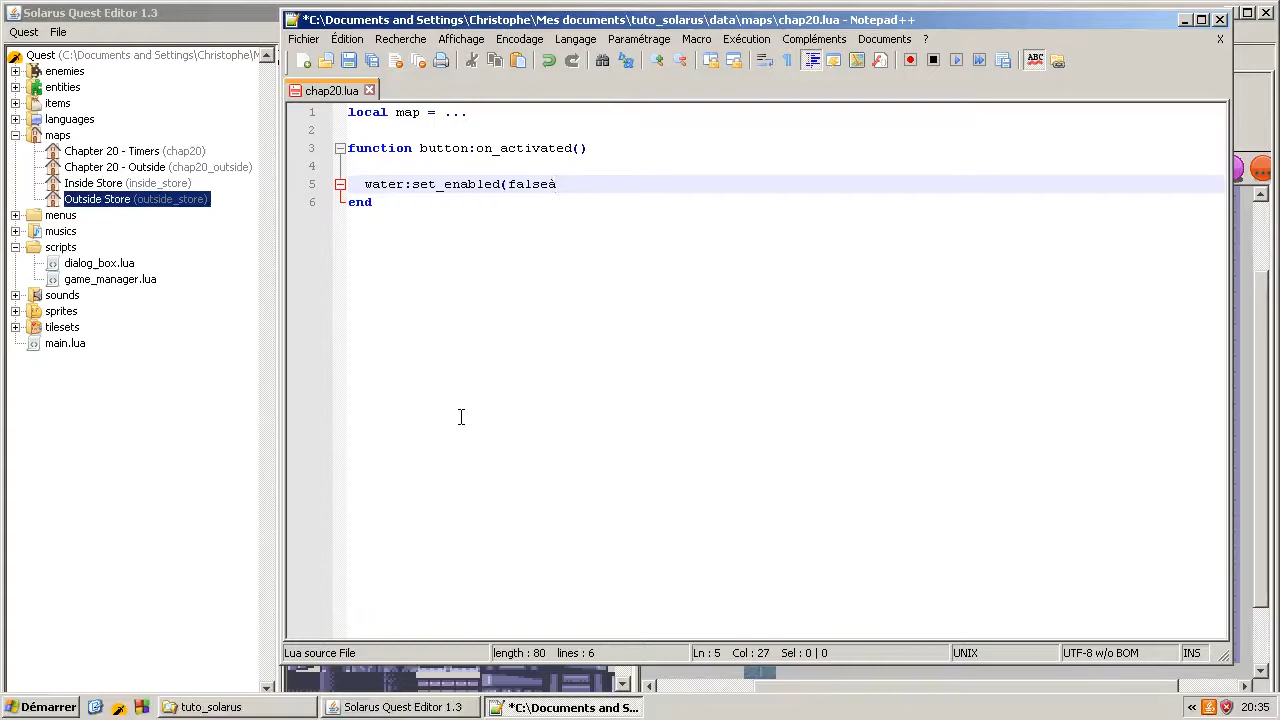 Solarus Quest Editor 1.3
Quest File
Quest (C:\Documents and Settings\Christophe\M
enemies
entities
items
languages
maps
Chapter 20 - Timers (chap20)
Chapter 20 - Outside (chap20_outside)
Inside Store (inside_store)
Outside Store (outside_store)
menus
musics
scripts
dialog_box.lua
game_manager.lua
sounds
sprites
tilesets
main.lua
*C:\Documents and Settings\Christophe\Mes documents\tuto_solarus\data\maps\chap20.lua - Notepad++
Fichier Édition Recherche Affichage Encodage Langage Paramétrage Macro Exécution Compléments Documents ? X
ABC
chap20.lua
1 local map = ...
2
3 function button:on_activated()
4
5 water:set_enabled(falseà
6 end
Lua source File length : 80 lines : 6 Ln : 5 Col : 27 Sel : 0 | 0 UNIX UTF-8 w/o BOM INS
Démarrer tuto_solarus Solarus Quest Editor 1.3 *C:\Documents and S... « 20:35